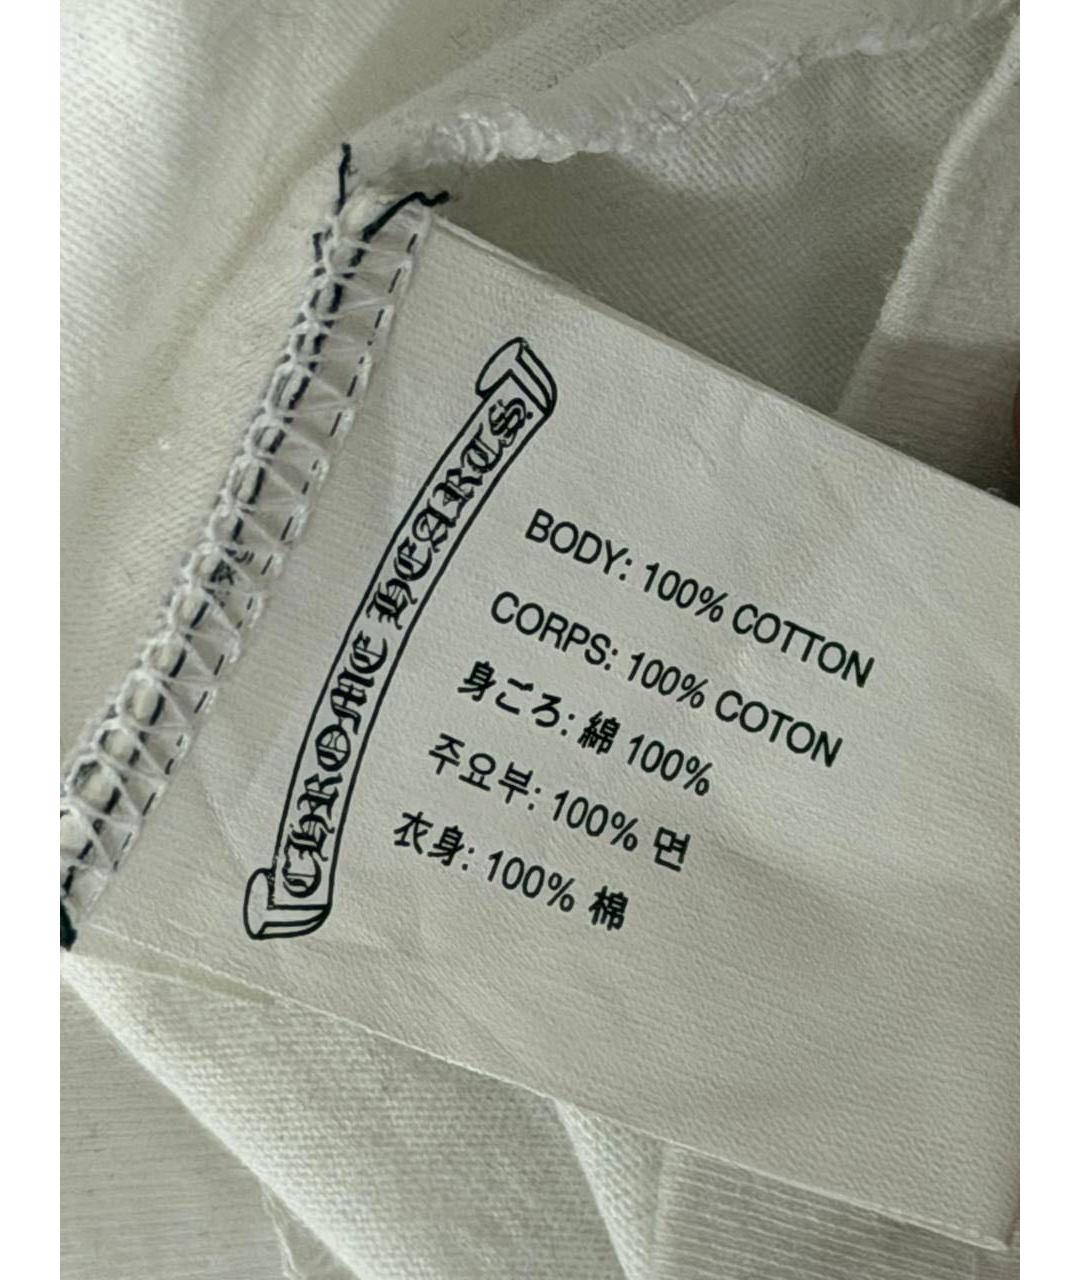 CHROME HEARTS
BODY: 100% COTTON
CORPS: 100% COTON
身ごろ: 綿 100%
주요부: 100% 면
衣身: 100% 棉